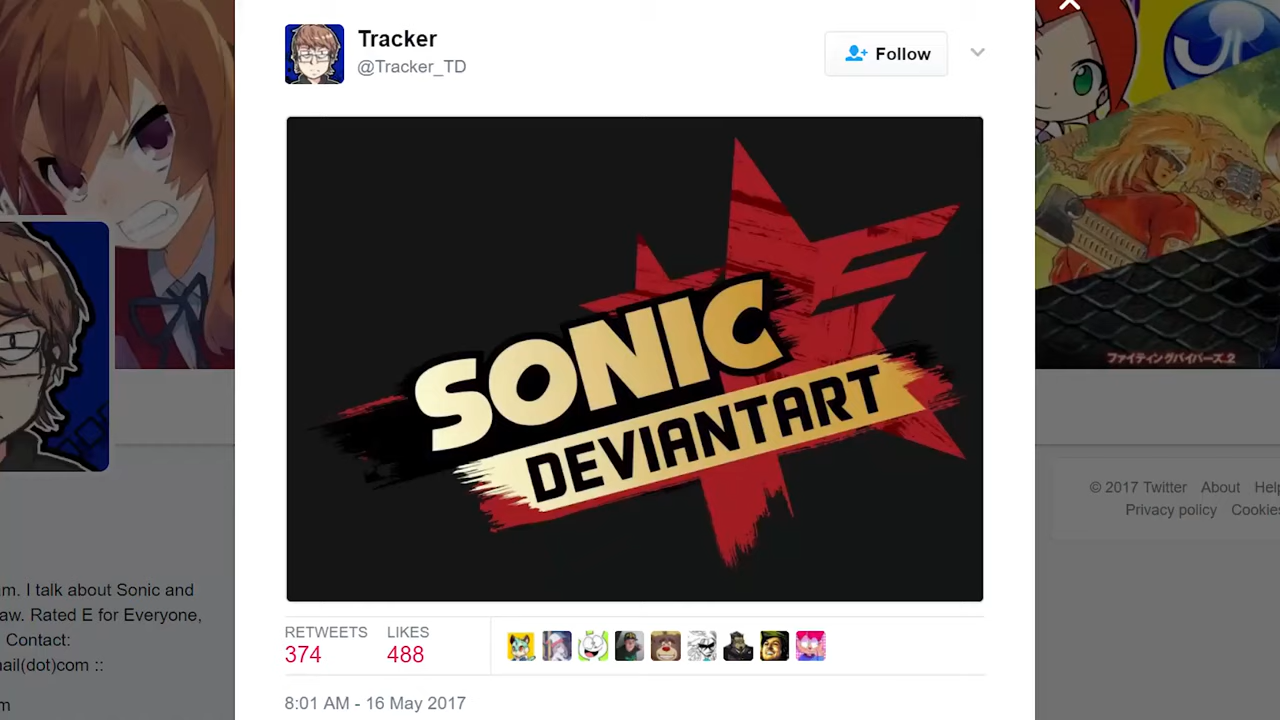 Tracker
@Tracker_TD
Follow
SONIC
DEVIANTART
ファイティングバイパーズ2
© 2017 Twitter About Help
Privacy policy Cookies
m. I talk about Sonic and
aw. Rated E for Everyone,
Contact:
ail(dot)com ::
m
RETWEETS LIKES
374 488
8:01 AM - 16 May 2017